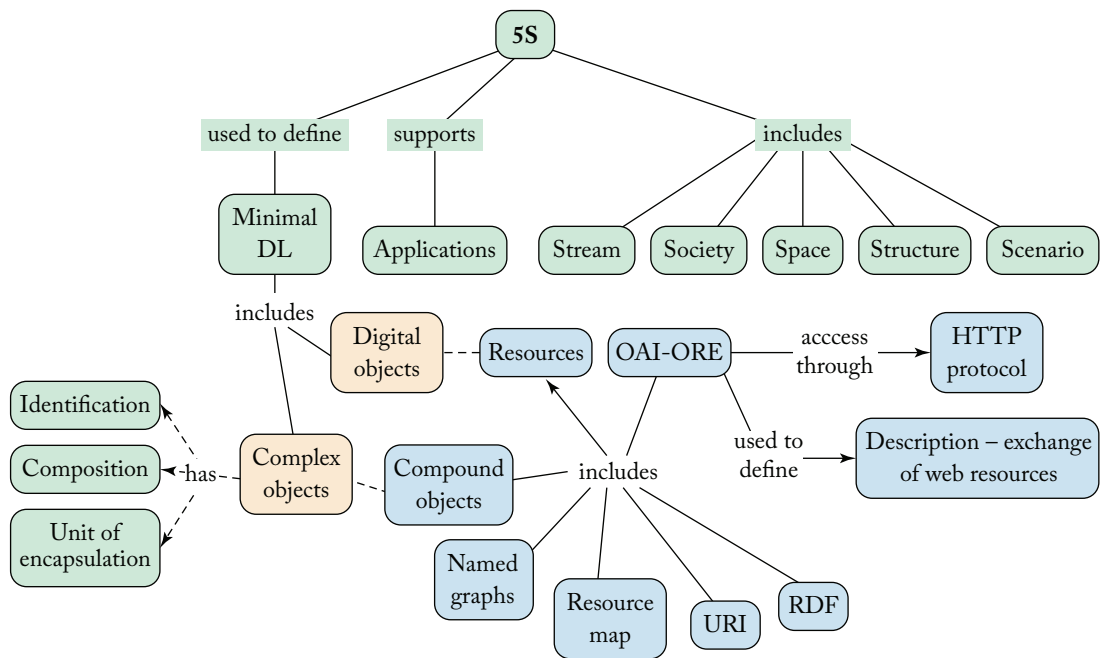 5S
used to define
supports
includes
Minimal
DL
Applications
Stream
Society
Space
Structure
Scenario
includes
Digital
objects
Resources
OAI-ORE
acccess
through
HTTP
protocol
Identification
Composition
Unit of
encapsulation
has
Complex
objects
Compound
objects
includes
used to
define
Description – exchange
of web resources
Named
graphs
Resource
map
URI
RDF